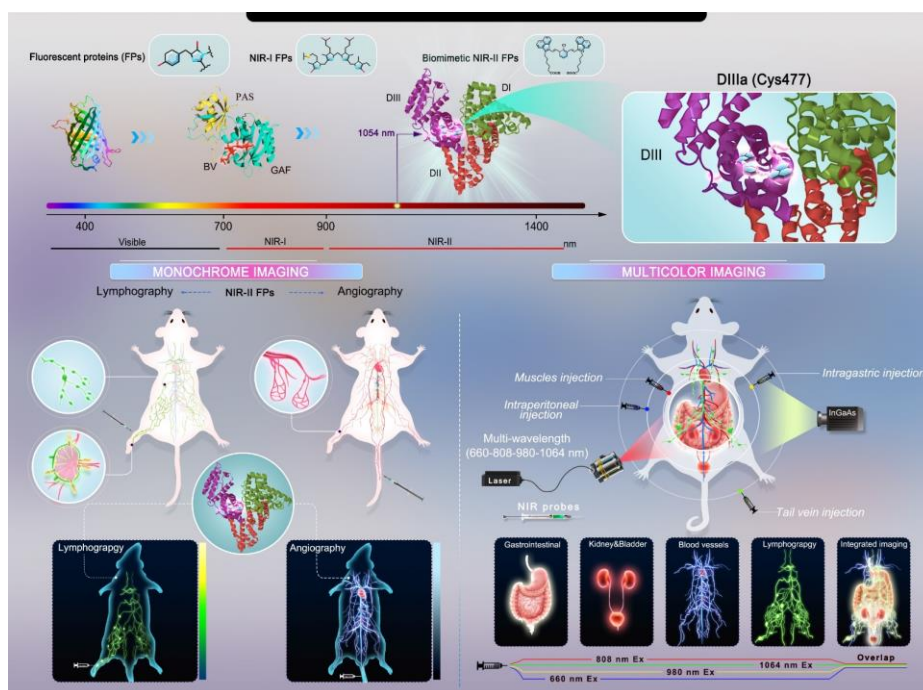 Fluorescent proteins (FPs)
NIR-I FPs
Biomimetic NIR-II FPs
DIIIa (Cys477)
PAS
BV
GAF
DIII
DI
DII
1054 nm
DIII
400
700
900
1400
nm
Visible
NIR-I
NIR-II
MONOCHROME IMAGING
MULTICOLOR IMAGING
Lymphography
NIR-II FPs
Angiography
Muscles injection
Intraperitoneal
injection
Intragastric injection
Multi-wavelength
(660-808-980-1064 nm)
InGaAs
Laser
NIR probes
Tail vein injection
Lymphograpgy
Angiography
Gastrointestinal
Kidney&Bladder
Blood vessels
Lymphograpgy
Integrated imaging
808 nm Ex
1064 nm Ex
Overlap
980 nm Ex
660 nm Ex